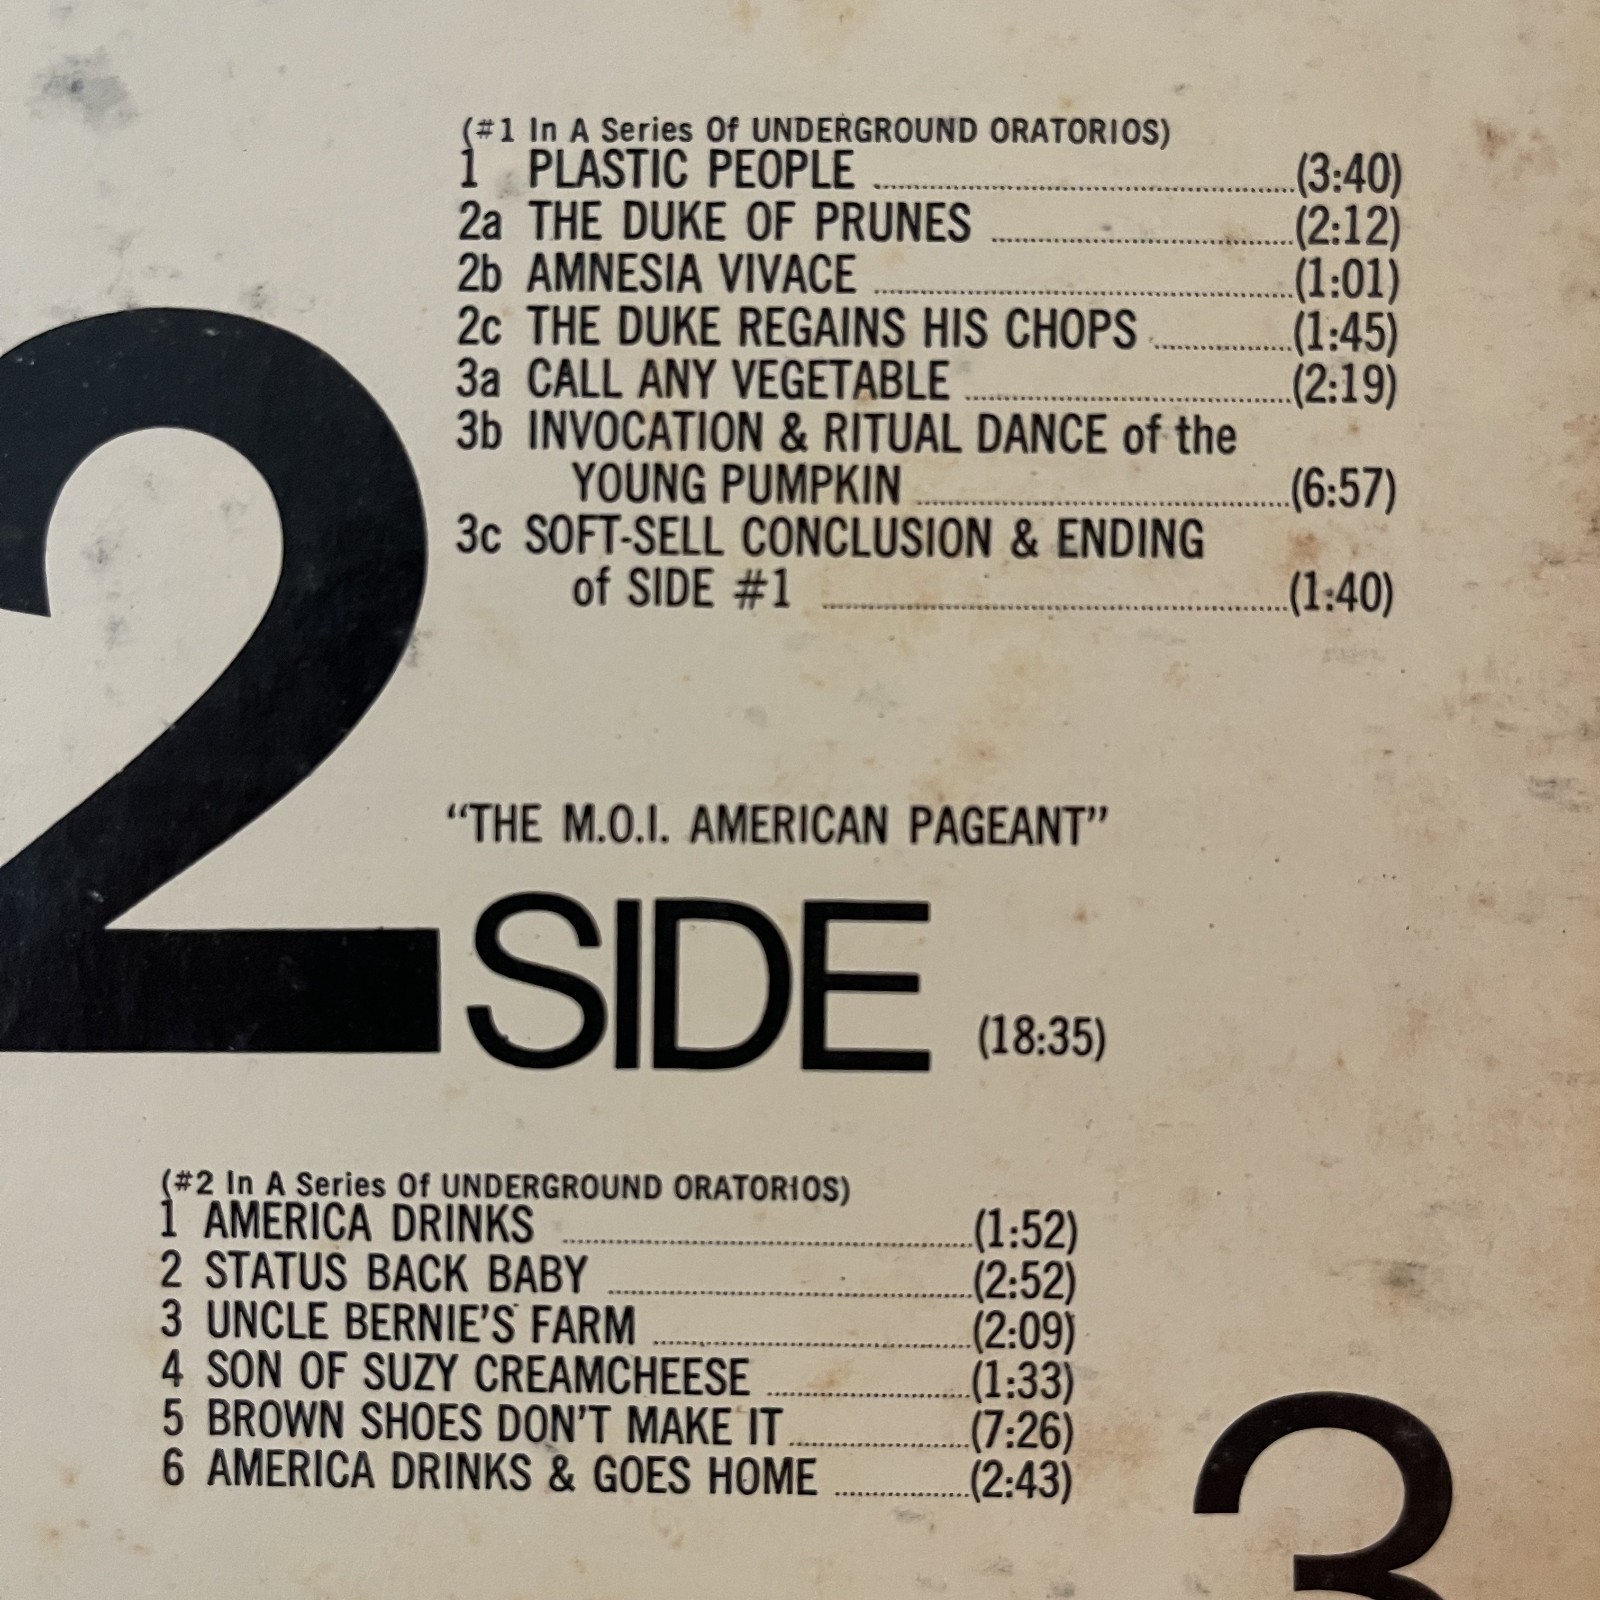 (#1 In A Series Of UNDERGROUND ORATORIOS)
1 PLASTIC PEOPLE (3:40)
2a THE DUKE OF PRUNES (2:12)
2b AMNESIA VIVACE (1:01)
2c THE DUKE REGAINS HIS CHOPS (1:45)
3a CALL ANY VEGETABLE (2:19)
3b INVOCATION & RITUAL DANCE of the
YOUNG PUMPKIN (6:57)
3c SOFT-SELL CONCLUSION & ENDING
of SIDE #1 (1:40)
"THE M.O.I. AMERICAN PAGEANT"
2 SIDE (18:35)
(#2 In A Series Of UNDERGROUND ORATORIOS)
1 AMERICA DRINKS (1:52)
2 STATUS BACK BABY (2:52)
3 UNCLE BERNIE'S FARM (2:09)
4 SON OF SUZY CREAMCHEESE (1:33)
5 BROWN SHOES DON'T MAKE IT (7:26)
6 AMERICA DRINKS & GOES HOME (2:43)
3